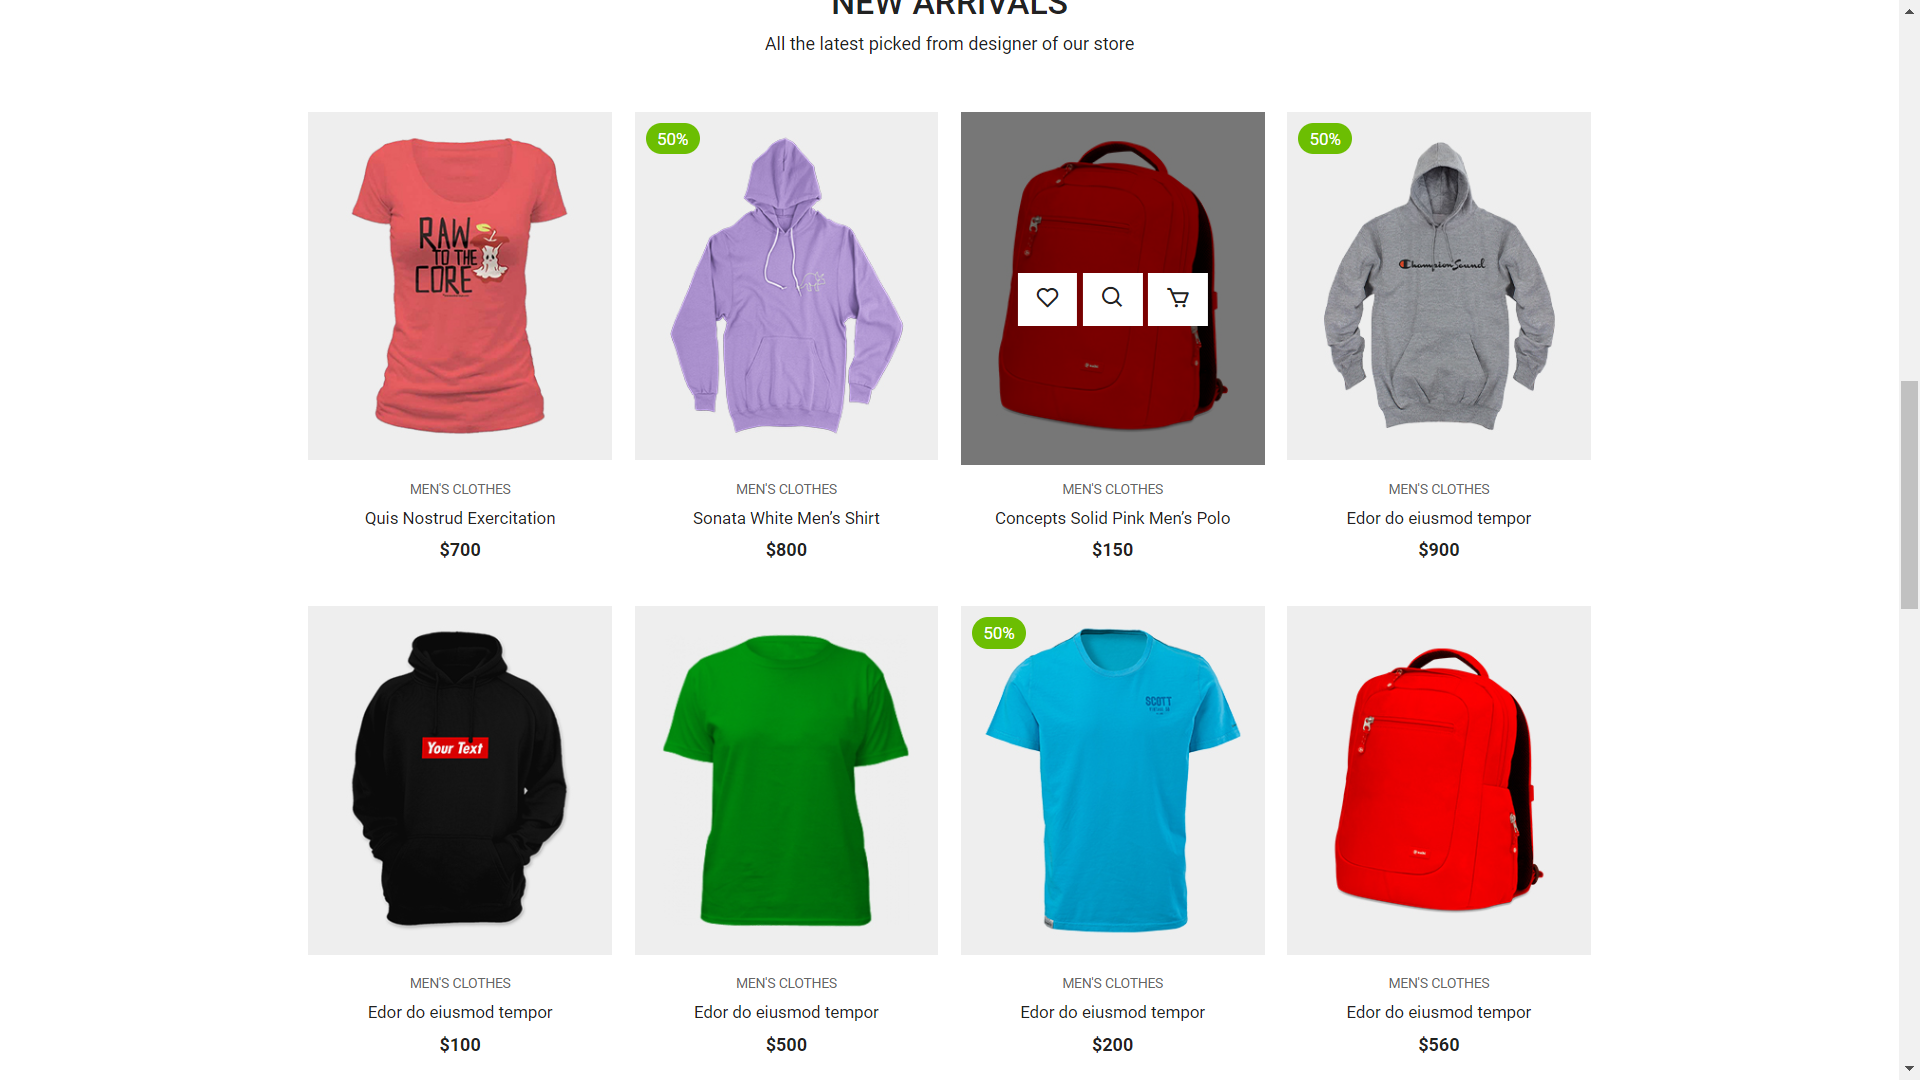 NEW ARRIVALS
All the latest picked from designer of our store
50%
50%
RAW
TO THE
CORE
Champion Sound
MEN'S CLOTHES
MEN'S CLOTHES
MEN'S CLOTHES
MEN'S CLOTHES
Quis Nostrud Exercitation
Sonata White Men’s Shirt
Concepts Solid Pink Men’s Polo
Edor do eiusmod tempor
$700
$800
$150
$900
50%
SCOTT
Your Text
MEN'S CLOTHES
MEN'S CLOTHES
MEN'S CLOTHES
MEN'S CLOTHES
Edor do eiusmod tempor
Edor do eiusmod tempor
Edor do eiusmod tempor
Edor do eiusmod tempor
$100
$500
$200
$560